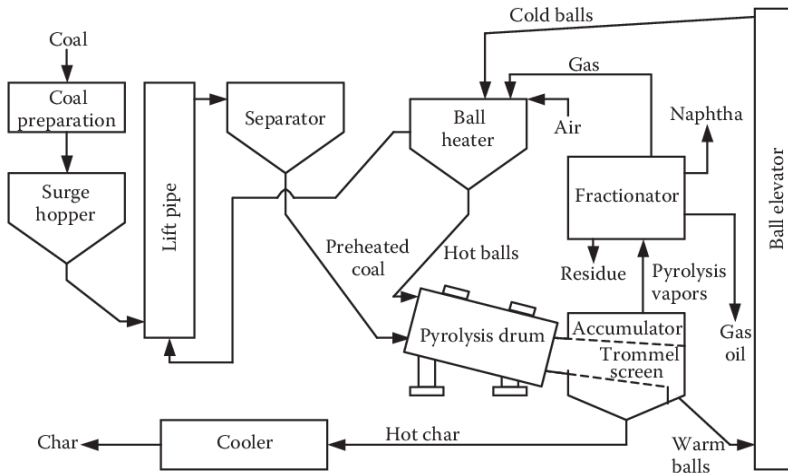 Cold balls
Coal
Gas
Coal
preparation
Separator
Ball
heater
Air
Naphtha
Surge
hopper
Lift pipe
Fractionator
Ball elevator
Preheated
coal
Hot balls
Residue
Pyrolysis
vapors
Pyrolysis drum
Accumulator
Gas
oil
Trommel
screen
Char
Cooler
Hot char
Warm
balls